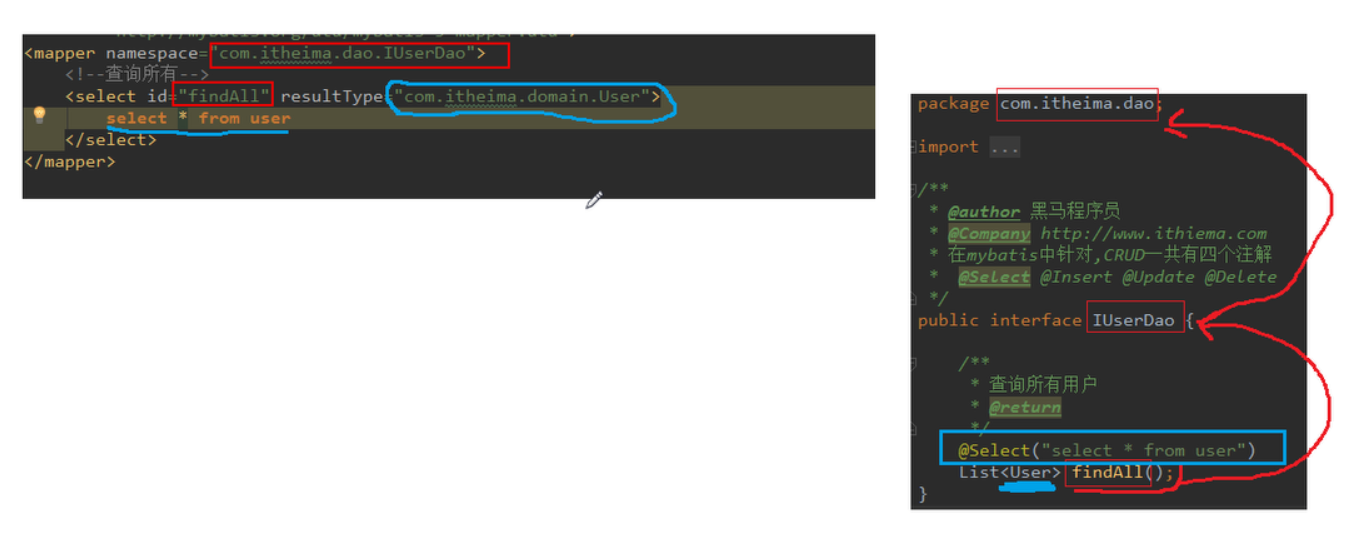 <mapper namespace="com.itheima.dao.IUserDao">
<!--查询所有-->
<select id="findAll" resultType="com.itheima.domain.User">
select * from user
</select>
</mapper>
package com.itheima.dao;
import ...
/**
* @author 黑马程序员
* @Company http://www.ithiema.com
* 在mybatis中针对,CRUD一共有四个注解
* @Select @Insert @Update @Delete
*/
public interface IUserDao {
/**
* 查询所有用户
* @return
*/
@Select("select * from user")
List<User> findAll();
}